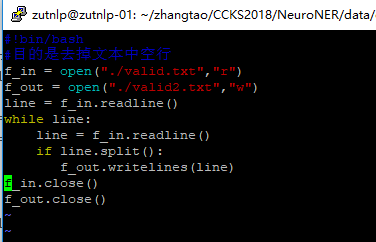 zutnlp@zutnlp-01: ~/zhangtao/CCKS2018/NeuroNER/data/
#!bin/bash
#目的是去掉文本中空行
f_in = open("./valid.txt","r")
f_out = open("./valid2.txt","w")
line = f_in.readline()
while line:
    line = f_in.readline()
    if line.split():
       f_out.writelines(line)
f_in.close()
f_out.close()
~
~